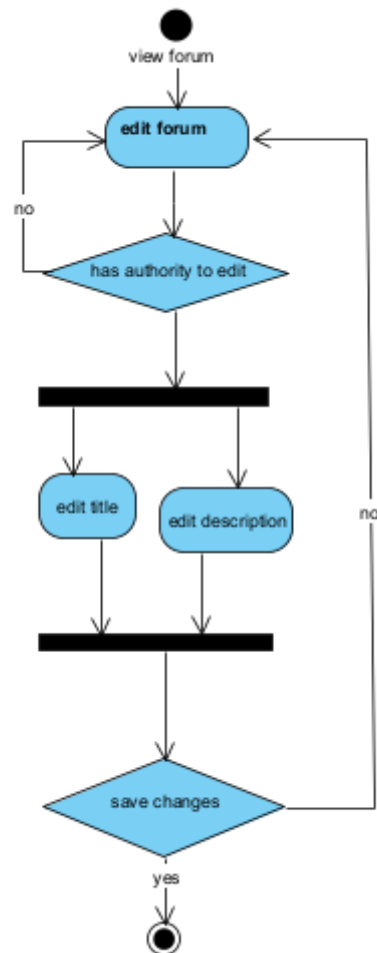 view forum
edit forum
no
has authority to edit
edit title
edit description
no
save changes
yes